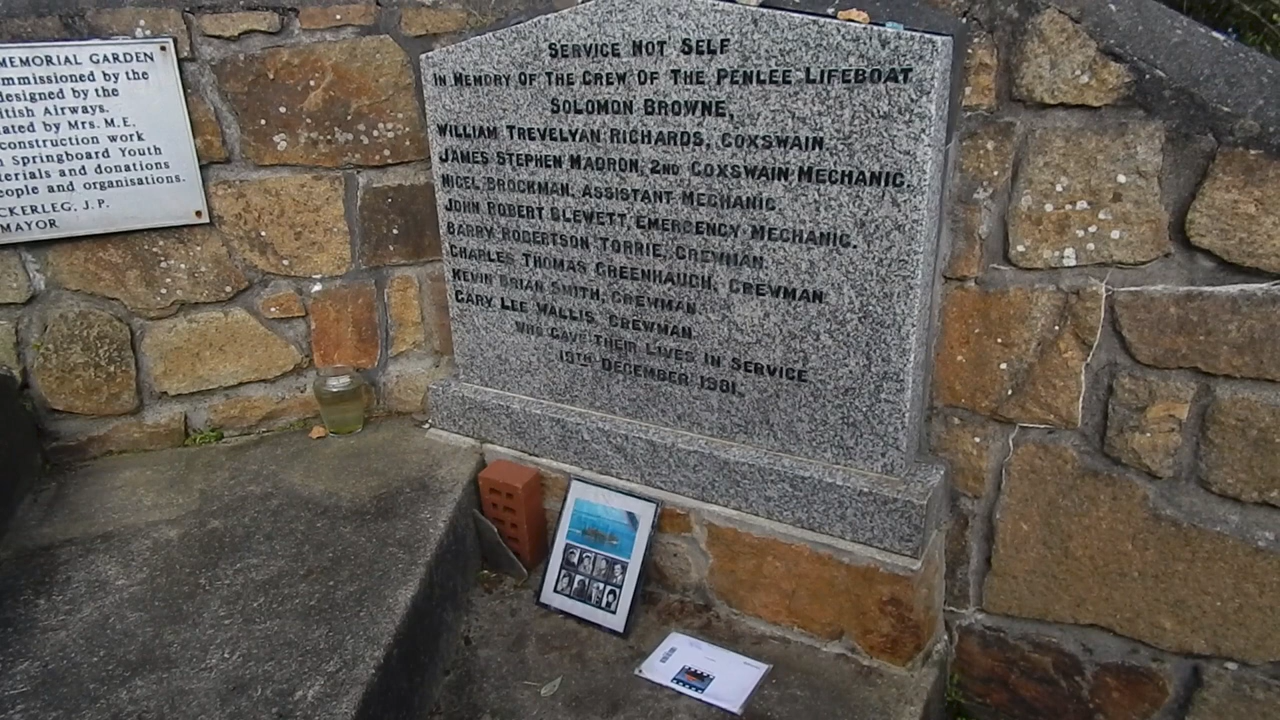 MEMORIAL GARDEN
mmissioned by the
designed by the
itish Airways.
ated by Mrs. M.E.
construction work
n Springboard Youth
terials and donations
eople and organisations.
CKERLEG, J.P.
MAYOR
SERVICE NOT SELF
IN MEMORY OF THE CREW OF THE PENLEE LIFEBOAT
SOLOMON BROWNE,
WILLIAM TREVELYAN RICHARDS, COXSWAIN.
JAMES STEPHEN MADRON, 2ND COXSWAIN MECHANIC.
NIGEL BROCKMAN, ASSISTANT MECHANIC.
JOHN ROBERT BLEWETT, EMERGENCY MECHANIC.
BARRY ROBERTSON TORRIE, CREWMAN.
CHARLES THOMAS GREENHAUGH, CREWMAN.
KEVIN BRIAN SMITH, CREWMAN.
GARY LEE WALLIS, CREWMAN.
WHO GAVE THEIR LIVES IN SERVICE
19TH DECEMBER 1981.